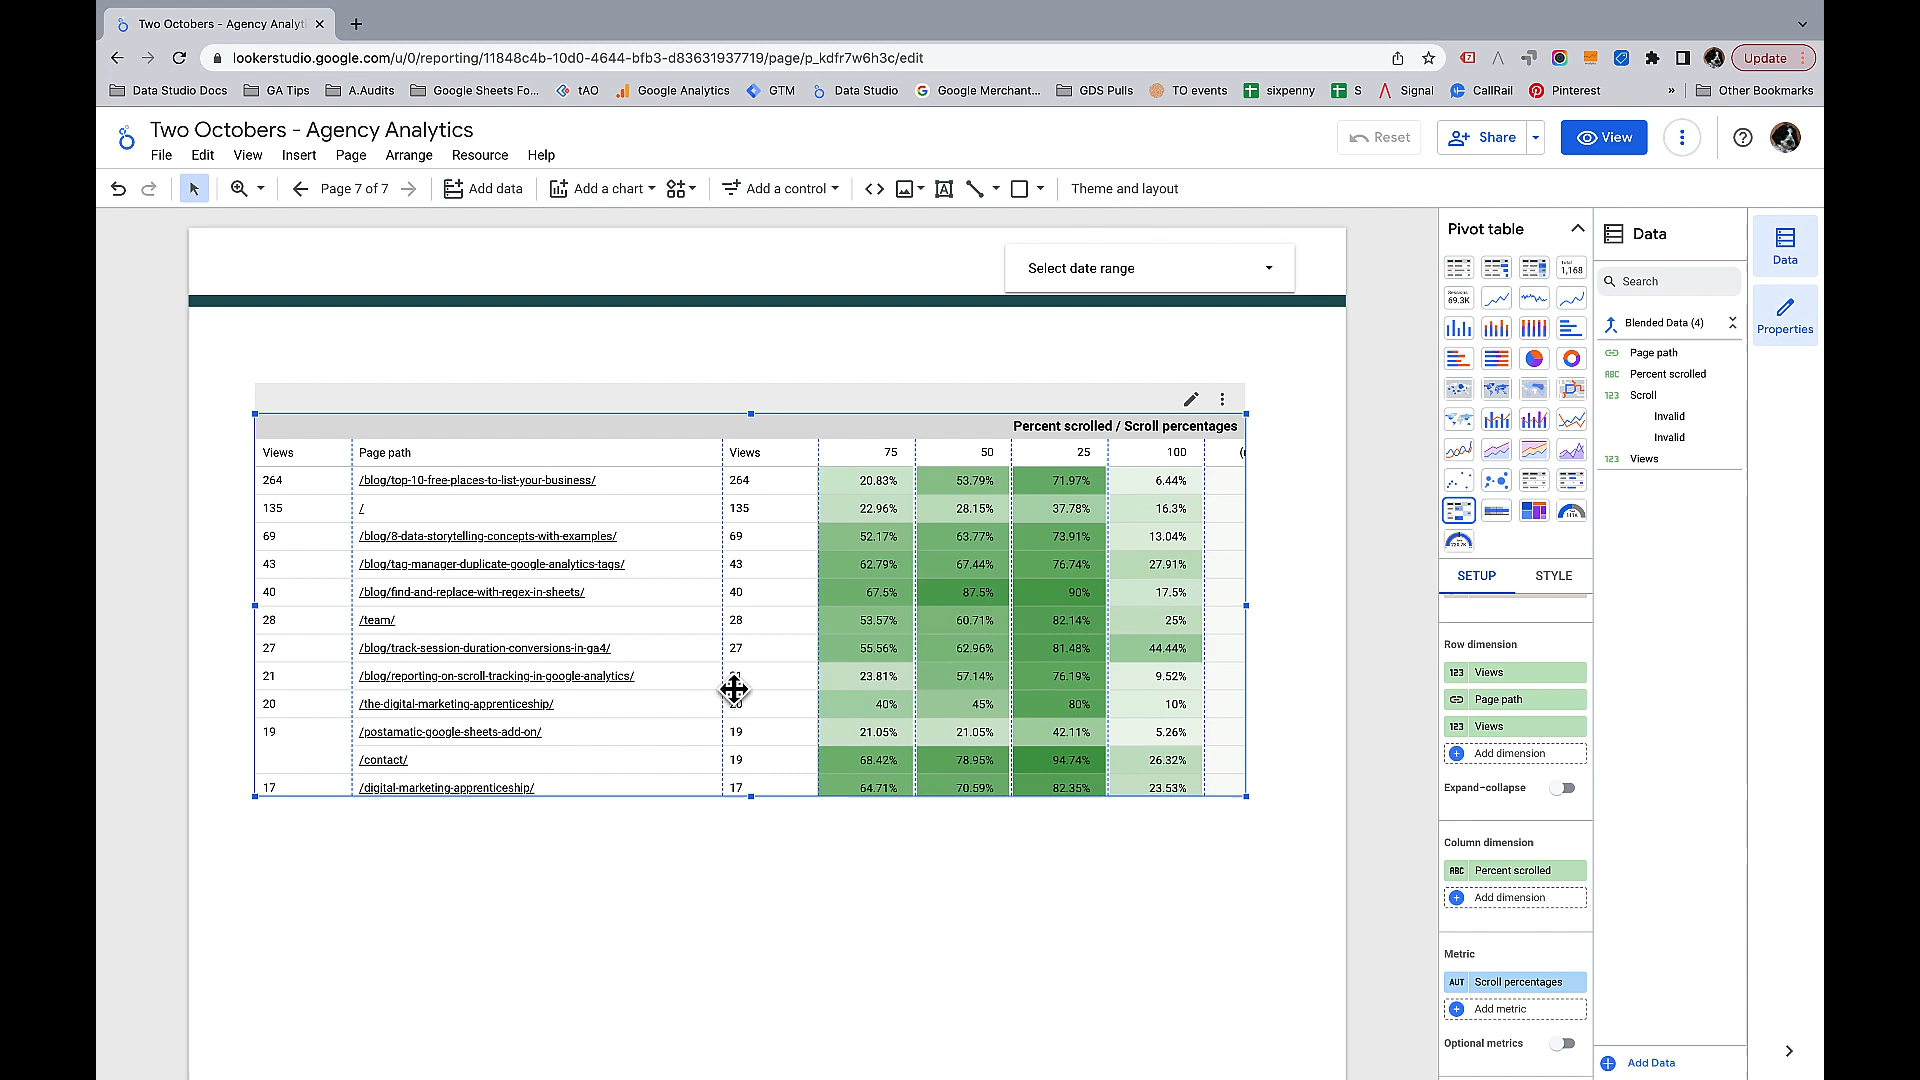 Two Octobers - Agency Analyti
lookerstudio.google.com/u/0/reporting/11848c4b-10d0-4644-bfb3-d83631937719/page/p_kdfr7w6h3c/edit
Update
Data Studio Docs
GA Tips
A.Audits
Google Sheets Fo...
tAO
Google Analytics
GTM
Data Studio
Google Merchant...
GDS Pulls
TO events
sixpenny
S
Signal
CallRail
Pinterest
»
Other Bookmarks
Two Octobers - Agency Analytics
File Edit View Insert Page Arrange Resource Help
Reset
Share
View
Page 7 of 7
Add data
Add a chart
Add a control
Theme and layout
Select date range
Percent scrolled / Scroll percentages
Views Page path Views 75 50 25 100
264 /blog/top-10-free-places-to-list-your-business/ 264 20.83% 53.79% 71.97% 6.44%
135 / 135 22.96% 28.15% 37.78% 16.3%
69 /blog/8-data-storytelling-concepts-with-examples/ 69 52.17% 63.77% 73.91% 13.04%
43 /blog/tag-manager-duplicate-google-analytics-tags/ 43 62.79% 67.44% 76.74% 27.91%
40 /blog/find-and-replace-with-regex-in-sheets/ 40 67.5% 87.5% 90% 17.5%
28 /team/ 28 53.57% 60.71% 82.14% 25%
27 /blog/track-session-duration-conversions-in-ga4/ 27 55.56% 62.96% 81.48% 44.44%
21 /blog/reporting-on-scroll-tracking-in-google-analytics/ 23.81% 57.14% 76.19% 9.52%
20 /the-digital-marketing-apprenticeship/ 40% 45% 80% 10%
19 /postamatic-google-sheets-add-on/ 19 21.05% 21.05% 42.11% 5.26%
/contact/ 19 68.42% 78.95% 94.74% 26.32%
17 /digital-marketing-apprenticeship/ 17 64.71% 70.59% 82.35% 23.53%
Pivot table
Total
1,168
Sessions
69.3K
SETUP STYLE
Row dimension
123 Views
Page path
123 Views
Add dimension
Expand-collapse
Column dimension
ABC Percent scrolled
Add dimension
Metric
AUT Scroll percentages
Add metric
Optional metrics
Data
Search
Blended Data (4)
Page path
ABC Percent scrolled
123 Scroll
Invalid
Invalid
123 Views
Add Data
Data
Properties